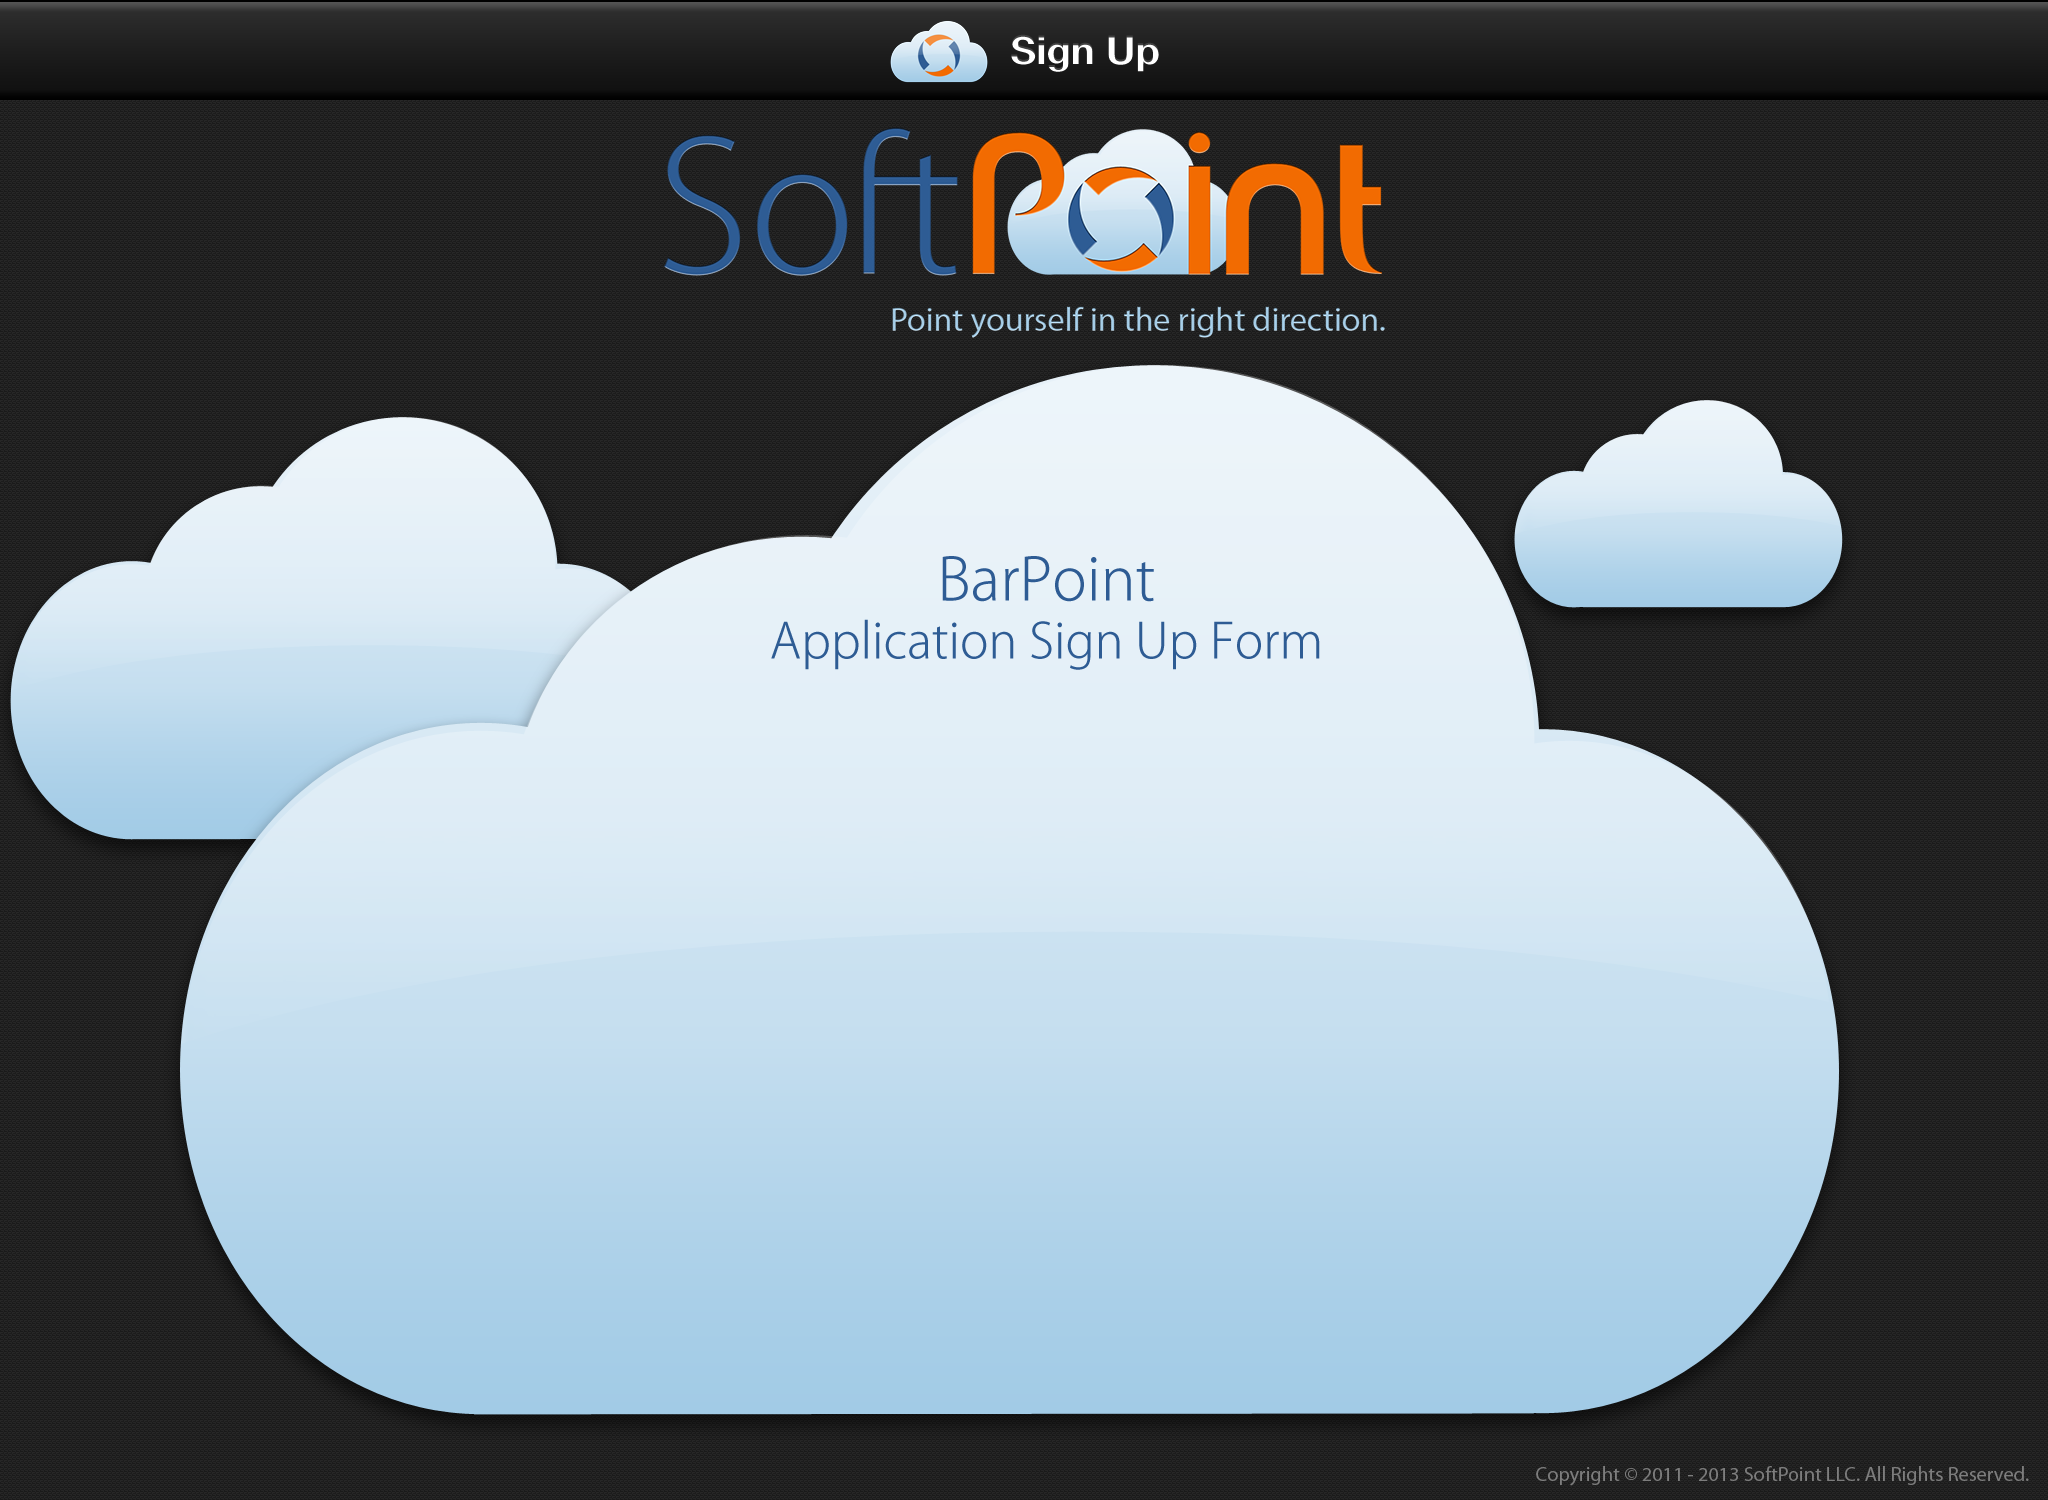 Sign Up
SoftPoint
Point yourself in the right direction.
BarPoint
Application Sign Up Form
Copyright © 2011 - 2013 SoftPoint LLC. All Rights Reserved.